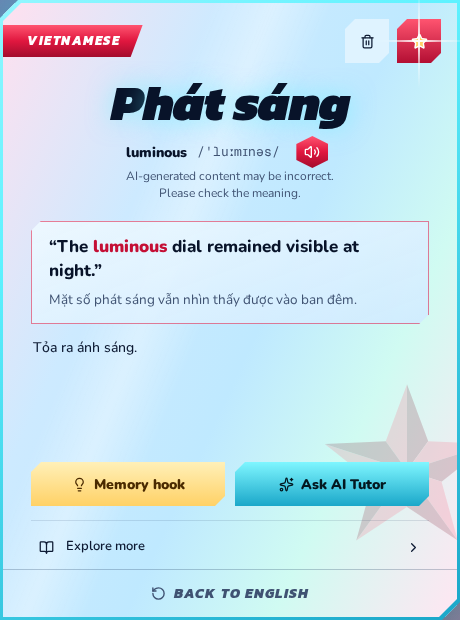 VIETNAMESE
Phát sáng
luminous /ˈluːmɪnəs/
AI-generated content may be incorrect.
Please check the meaning.
“The luminous dial remained visible at
night.”
Mặt số phát sáng vẫn nhìn thấy được vào ban đêm.
Tỏa ra ánh sáng.
Memory hook
Ask AI Tutor
Explore more
BACK TO ENGLISH